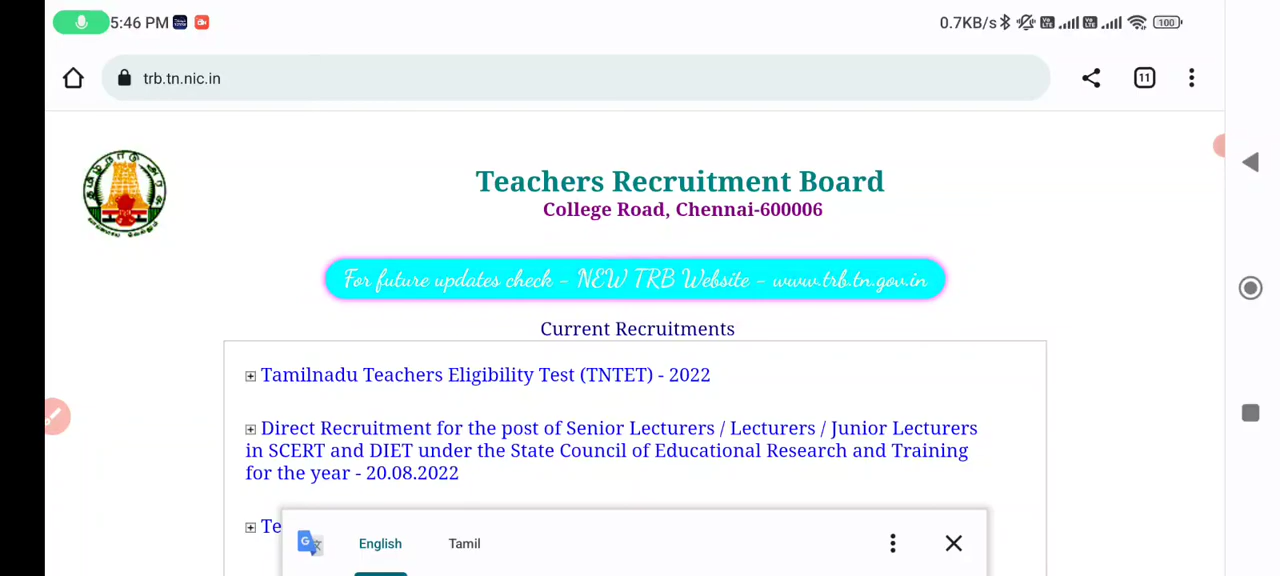 5:46 PM
0.7KB/s
100
trb.tn.nic.in
11
Teachers Recruitment Board
College Road, Chennai-600006
For future updates check - NEW TRB Website - www.trb.tn.gov.in
Current Recruitments
Tamilnadu Teachers Eligibility Test (TNTET) - 2022
Direct Recruitment for the post of Senior Lecturers / Lecturers / Junior Lecturers
in SCERT and DIET under the State Council of Educational Research and Training
for the year - 20.08.2022
Te
English Tamil